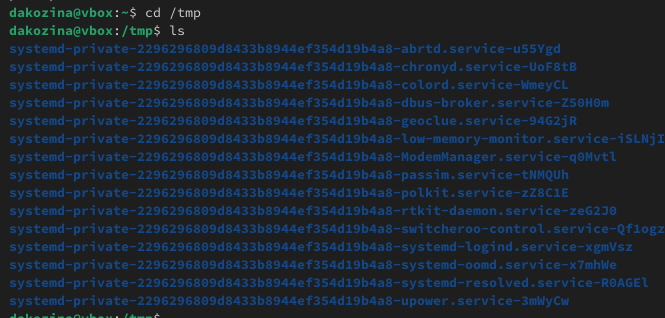 dakozina@vbox:~$ cd /tmp
dakozina@vbox:/tmp$ ls
systemd-private-2296296809d8433b8944ef354d19b4a8-abrtd.service-u55Ygd
systemd-private-2296296809d8433b8944ef354d19b4a8-chronyd.service-UoF8tB
systemd-private-2296296809d8433b8944ef354d19b4a8-colord.service-WmeyCL
systemd-private-2296296809d8433b8944ef354d19b4a8-dbus-broker.service-Z50H0m
systemd-private-2296296809d8433b8944ef354d19b4a8-geoclue.service-94G2jR
systemd-private-2296296809d8433b8944ef354d19b4a8-low-memory-monitor.service-iSLNjI
systemd-private-2296296809d8433b8944ef354d19b4a8-ModemManager.service-q0Mvtl
systemd-private-2296296809d8433b8944ef354d19b4a8-passim.service-tNMQUh
systemd-private-2296296809d8433b8944ef354d19b4a8-polkit.service-zZ8C1E
systemd-private-2296296809d8433b8944ef354d19b4a8-rtkit-daemon.service-zeG2J0
systemd-private-2296296809d8433b8944ef354d19b4a8-switcheroo-control.service-Qf1ogz
systemd-private-2296296809d8433b8944ef354d19b4a8-systemd-logind.service-xgmVsz
systemd-private-2296296809d8433b8944ef354d19b4a8-systemd-oomd.service-x7mhWe
systemd-private-2296296809d8433b8944ef354d19b4a8-systemd-resolved.service-R0AGEl
systemd-private-2296296809d8433b8944ef354d19b4a8-upower.service-3mWyCw
dakozina@vbox:/tmp$